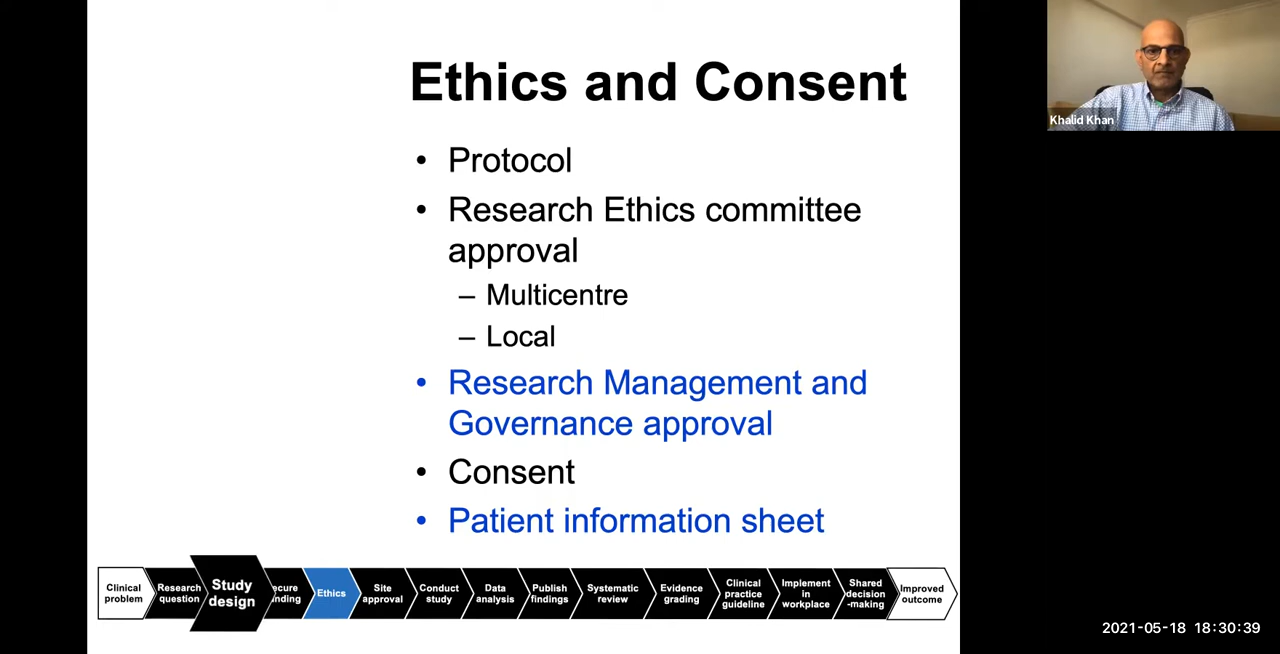 Ethics and Consent
Khalid Khan
• Protocol
• Research Ethics committee
approval
– Multicentre
– Local
• Research Management and
Governance approval
• Consent
• Patient information sheet
Clinical
problem
Research
question
Study
design
ecure
nding
Ethics
Site
approval
Conduct
study
Data
analysis
Publish
findings
Systematic
review
Evidence
grading
Clinical
practice
guideline
Implement
in
workplace
Shared
decision
-making
Improved
outcome
2021-05-18 18:30:39